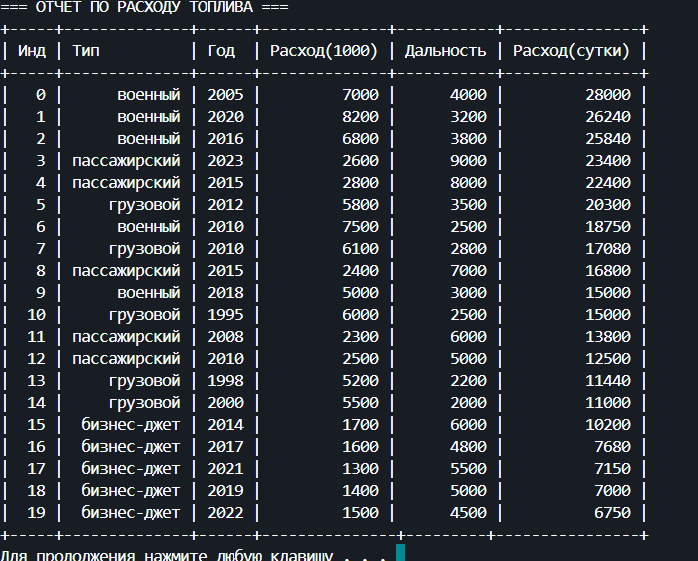 === ОТЧЕТ ПО РАСХОДУ ТОПЛИВА ===
+-----+--------------+------+---------------+-----------+---------------+
| Инд | Тип          | Год  | Расход(1000) | Дальность | Расход(сутки) |
+-----+--------------+------+---------------+-----------+---------------+
|   0 |      военный | 2005 |         7000 |      4000 |         28000 |
|   1 |      военный | 2020 |         8200 |      3200 |         26240 |
|   2 |      военный | 2016 |         6800 |      3800 |         25840 |
|   3 | пассажирский | 2023 |         2600 |      9000 |         23400 |
|   4 | пассажирский | 2015 |         2800 |      8000 |         22400 |
|   5 |     грузовой | 2012 |         5800 |      3500 |         20300 |
|   6 |      военный | 2010 |         7500 |      2500 |         18750 |
|   7 |     грузовой | 2010 |         6100 |      2800 |         17080 |
|   8 | пассажирский | 2015 |         2400 |      7000 |         16800 |
|   9 |      военный | 2018 |         5000 |      3000 |         15000 |
|  10 |     грузовой | 1995 |         6000 |      2500 |         15000 |
|  11 | пассажирский | 2008 |         2300 |      6000 |         13800 |
|  12 | пассажирский | 2010 |         2500 |      5000 |         12500 |
|  13 |     грузовой | 1998 |         5200 |      2200 |         11440 |
|  14 |     грузовой | 2000 |         5500 |      2000 |         11000 |
|  15 |  бизнес-джет | 2014 |         1700 |      6000 |         10200 |
|  16 |  бизнес-джет | 2017 |         1600 |      4800 |          7680 |
|  17 |  бизнес-джет | 2021 |         1300 |      5500 |          7150 |
|  18 |  бизнес-джет | 2019 |         1400 |      5000 |          7000 |
|  19 |  бизнес-джет | 2022 |         1500 |      4500 |          6750 |
+-----+--------------+------+----------------+---------+----------------+
Для продолжения нажмите любую клавишу . . .